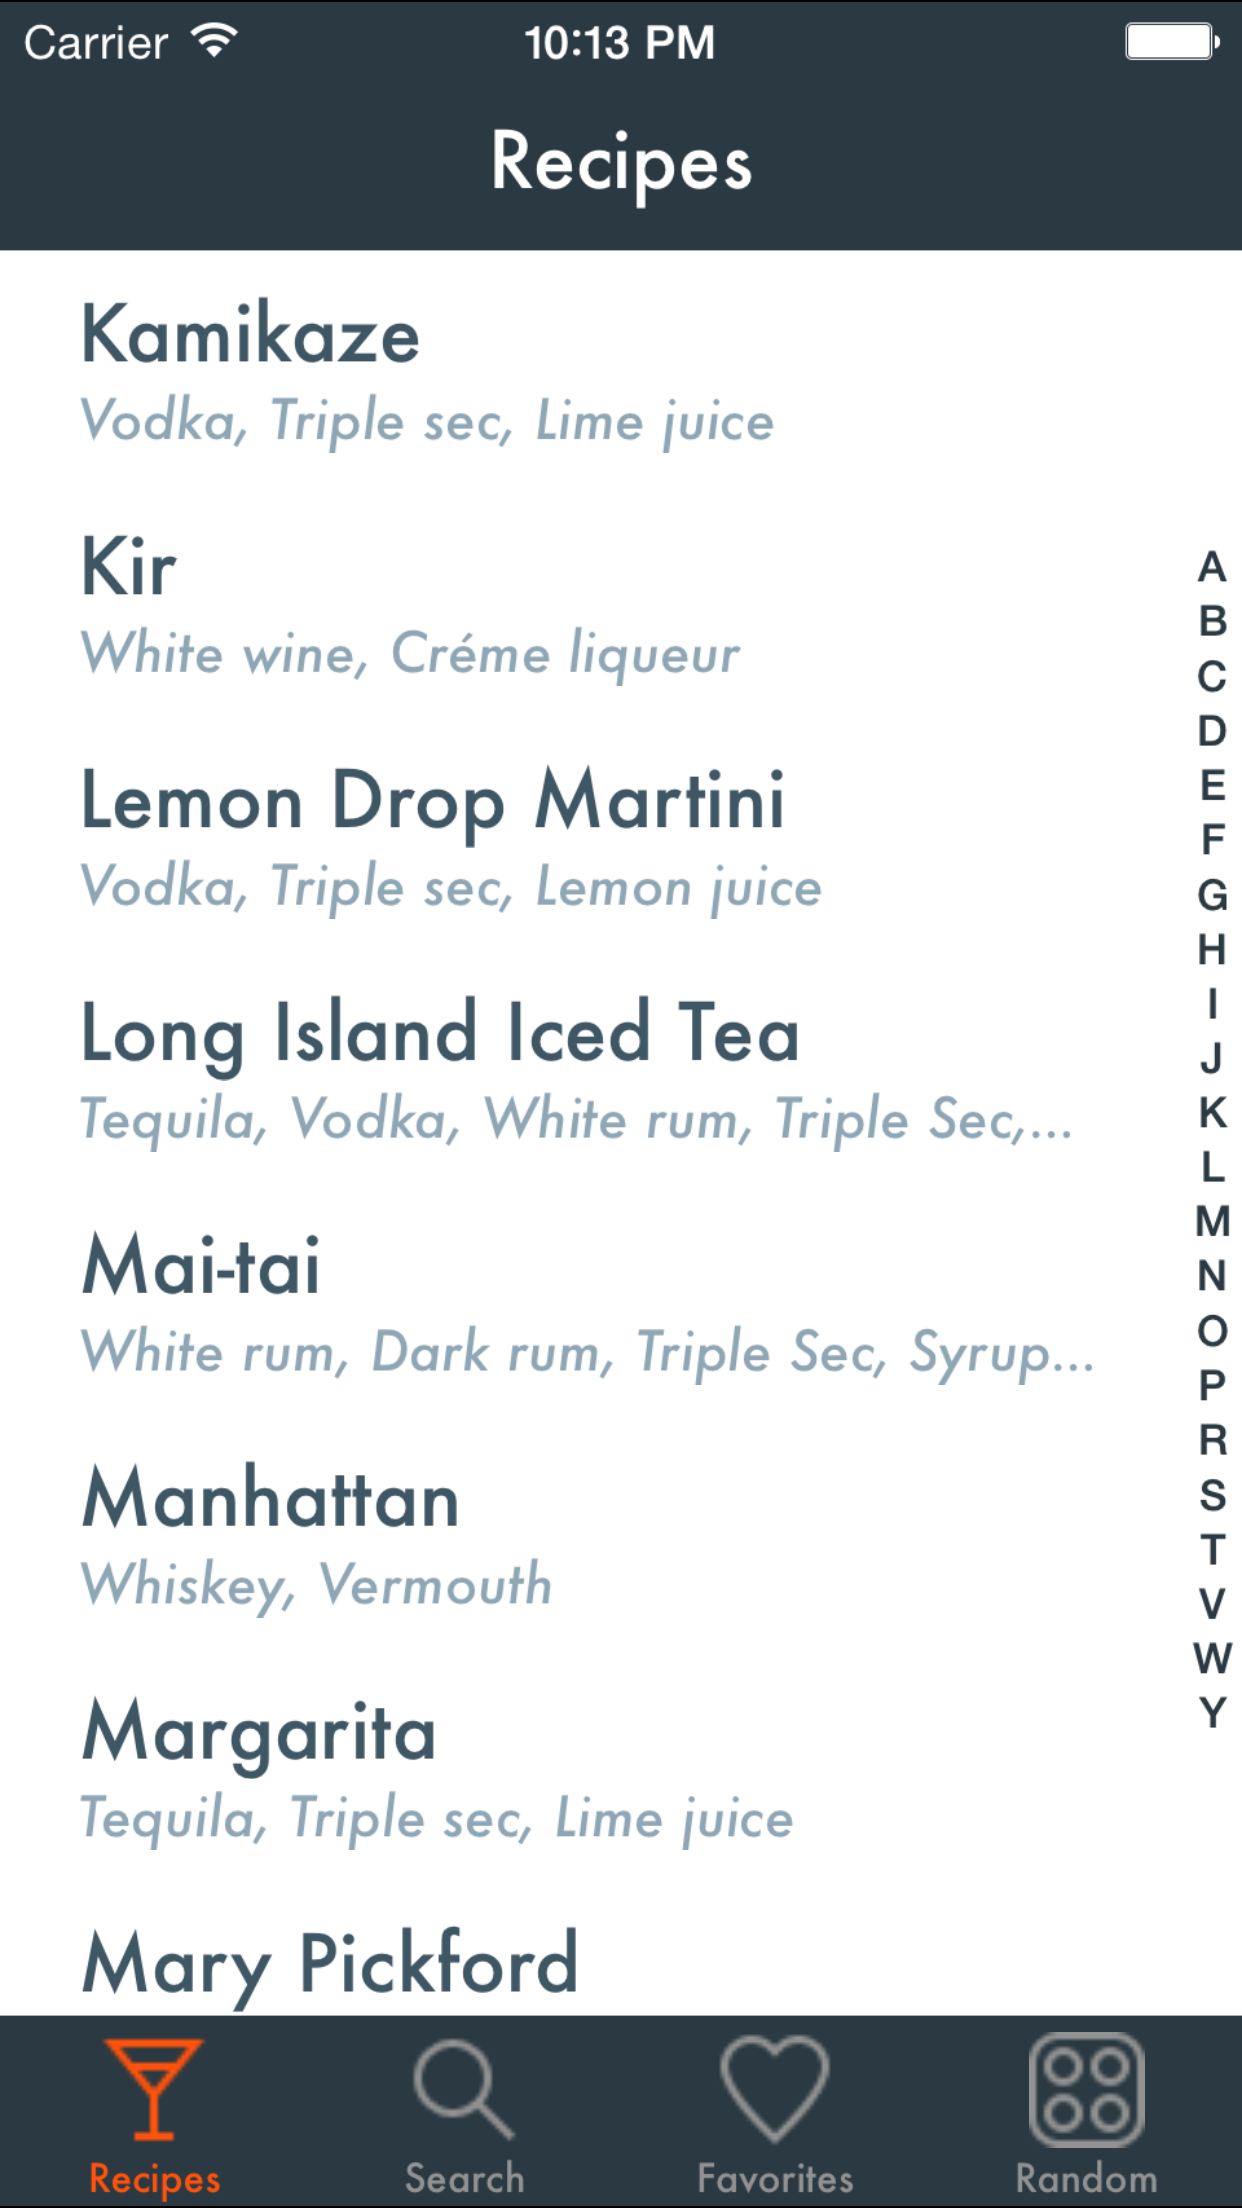 Carrier 10:13 PM
Recipes
Kamikaze
Vodka, Triple sec, Lime juice
Kir
White wine, Créme liqueur
Lemon Drop Martini
Vodka, Triple sec, Lemon juice
Long Island Iced Tea
Tequila, Vodka, White rum, Triple Sec,...
Mai-tai
White rum, Dark rum, Triple Sec, Syrup...
Manhattan
Whiskey, Vermouth
Margarita
Tequila, Triple sec, Lime juice
Mary Pickford
A
B
C
D
E
F
G
H
I
J
K
L
M
N
O
P
R
S
T
V
W
Y
Recipes Search Favorites Random